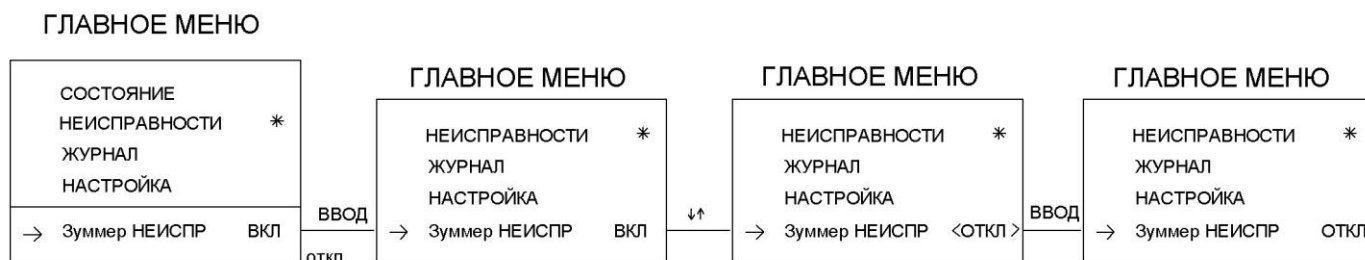 ГЛАВНОЕ МЕНЮ
СОСТОЯНИЕ
НЕИСПРАВНОСТИ *
ЖУРНАЛ
НАСТРОЙКА
→ Зуммер НЕИСПР ВКЛ
ВВОД
откл
ГЛАВНОЕ МЕНЮ
НЕИСПРАВНОСТИ *
ЖУРНАЛ
НАСТРОЙКА
→ Зуммер НЕИСПР ВКЛ
↓↑
ГЛАВНОЕ МЕНЮ
НЕИСПРАВНОСТИ *
ЖУРНАЛ
НАСТРОЙКА
→ Зуммер НЕИСПР <ОТКЛ>
ВВОД
ГЛАВНОЕ МЕНЮ
НЕИСПРАВНОСТИ *
ЖУРНАЛ
НАСТРОЙКА
→ Зуммер НЕИСПР ОТКЛ